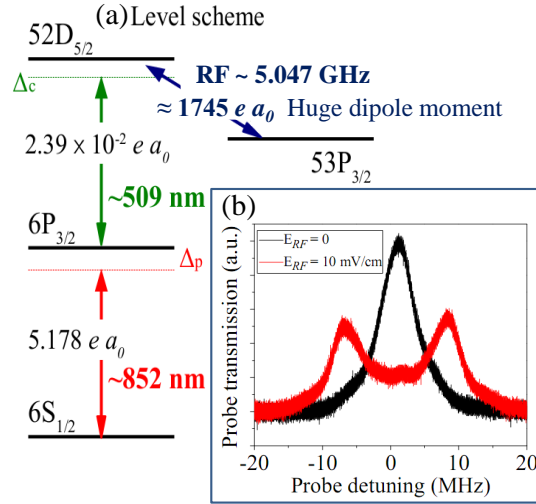 (a) Level scheme
52D5/2
RF ~ 5.047 GHz
Δc
≈ 1745 e a0 Huge dipole moment
2.39 x 10-2 e a0
53P3/2
~509 nm
6P3/2
Δp
5.178 e a0
~852 nm
6S1/2
(b)
ERF = 0
ERF = 10 mV/cm
Probe transmission (a.u.)
-20 -10 0 10 20
Probe detuning (MHz)